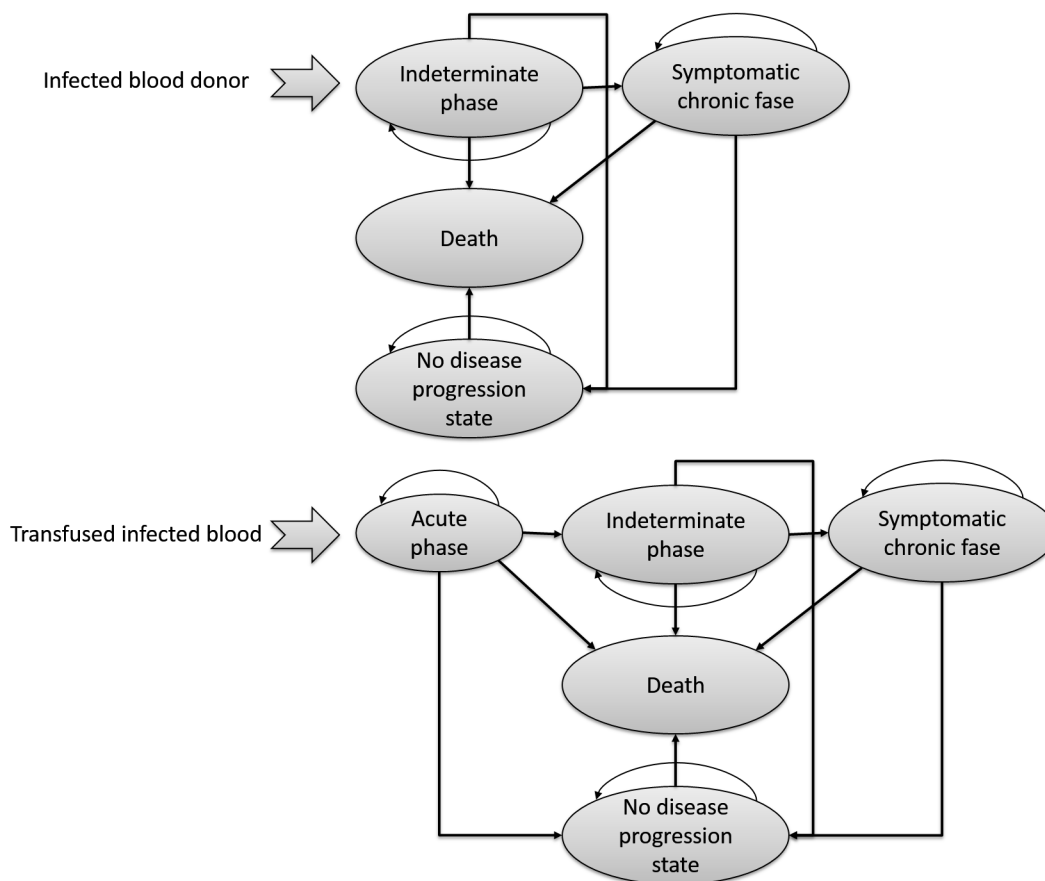 Infected blood donor
Indeterminate
phase
Symptomatic
chronic fase
Death
No disease
progression
state
Transfused infected blood
Acute
phase
Indeterminate
phase
Symptomatic
chronic fase
Death
No disease
progression
state